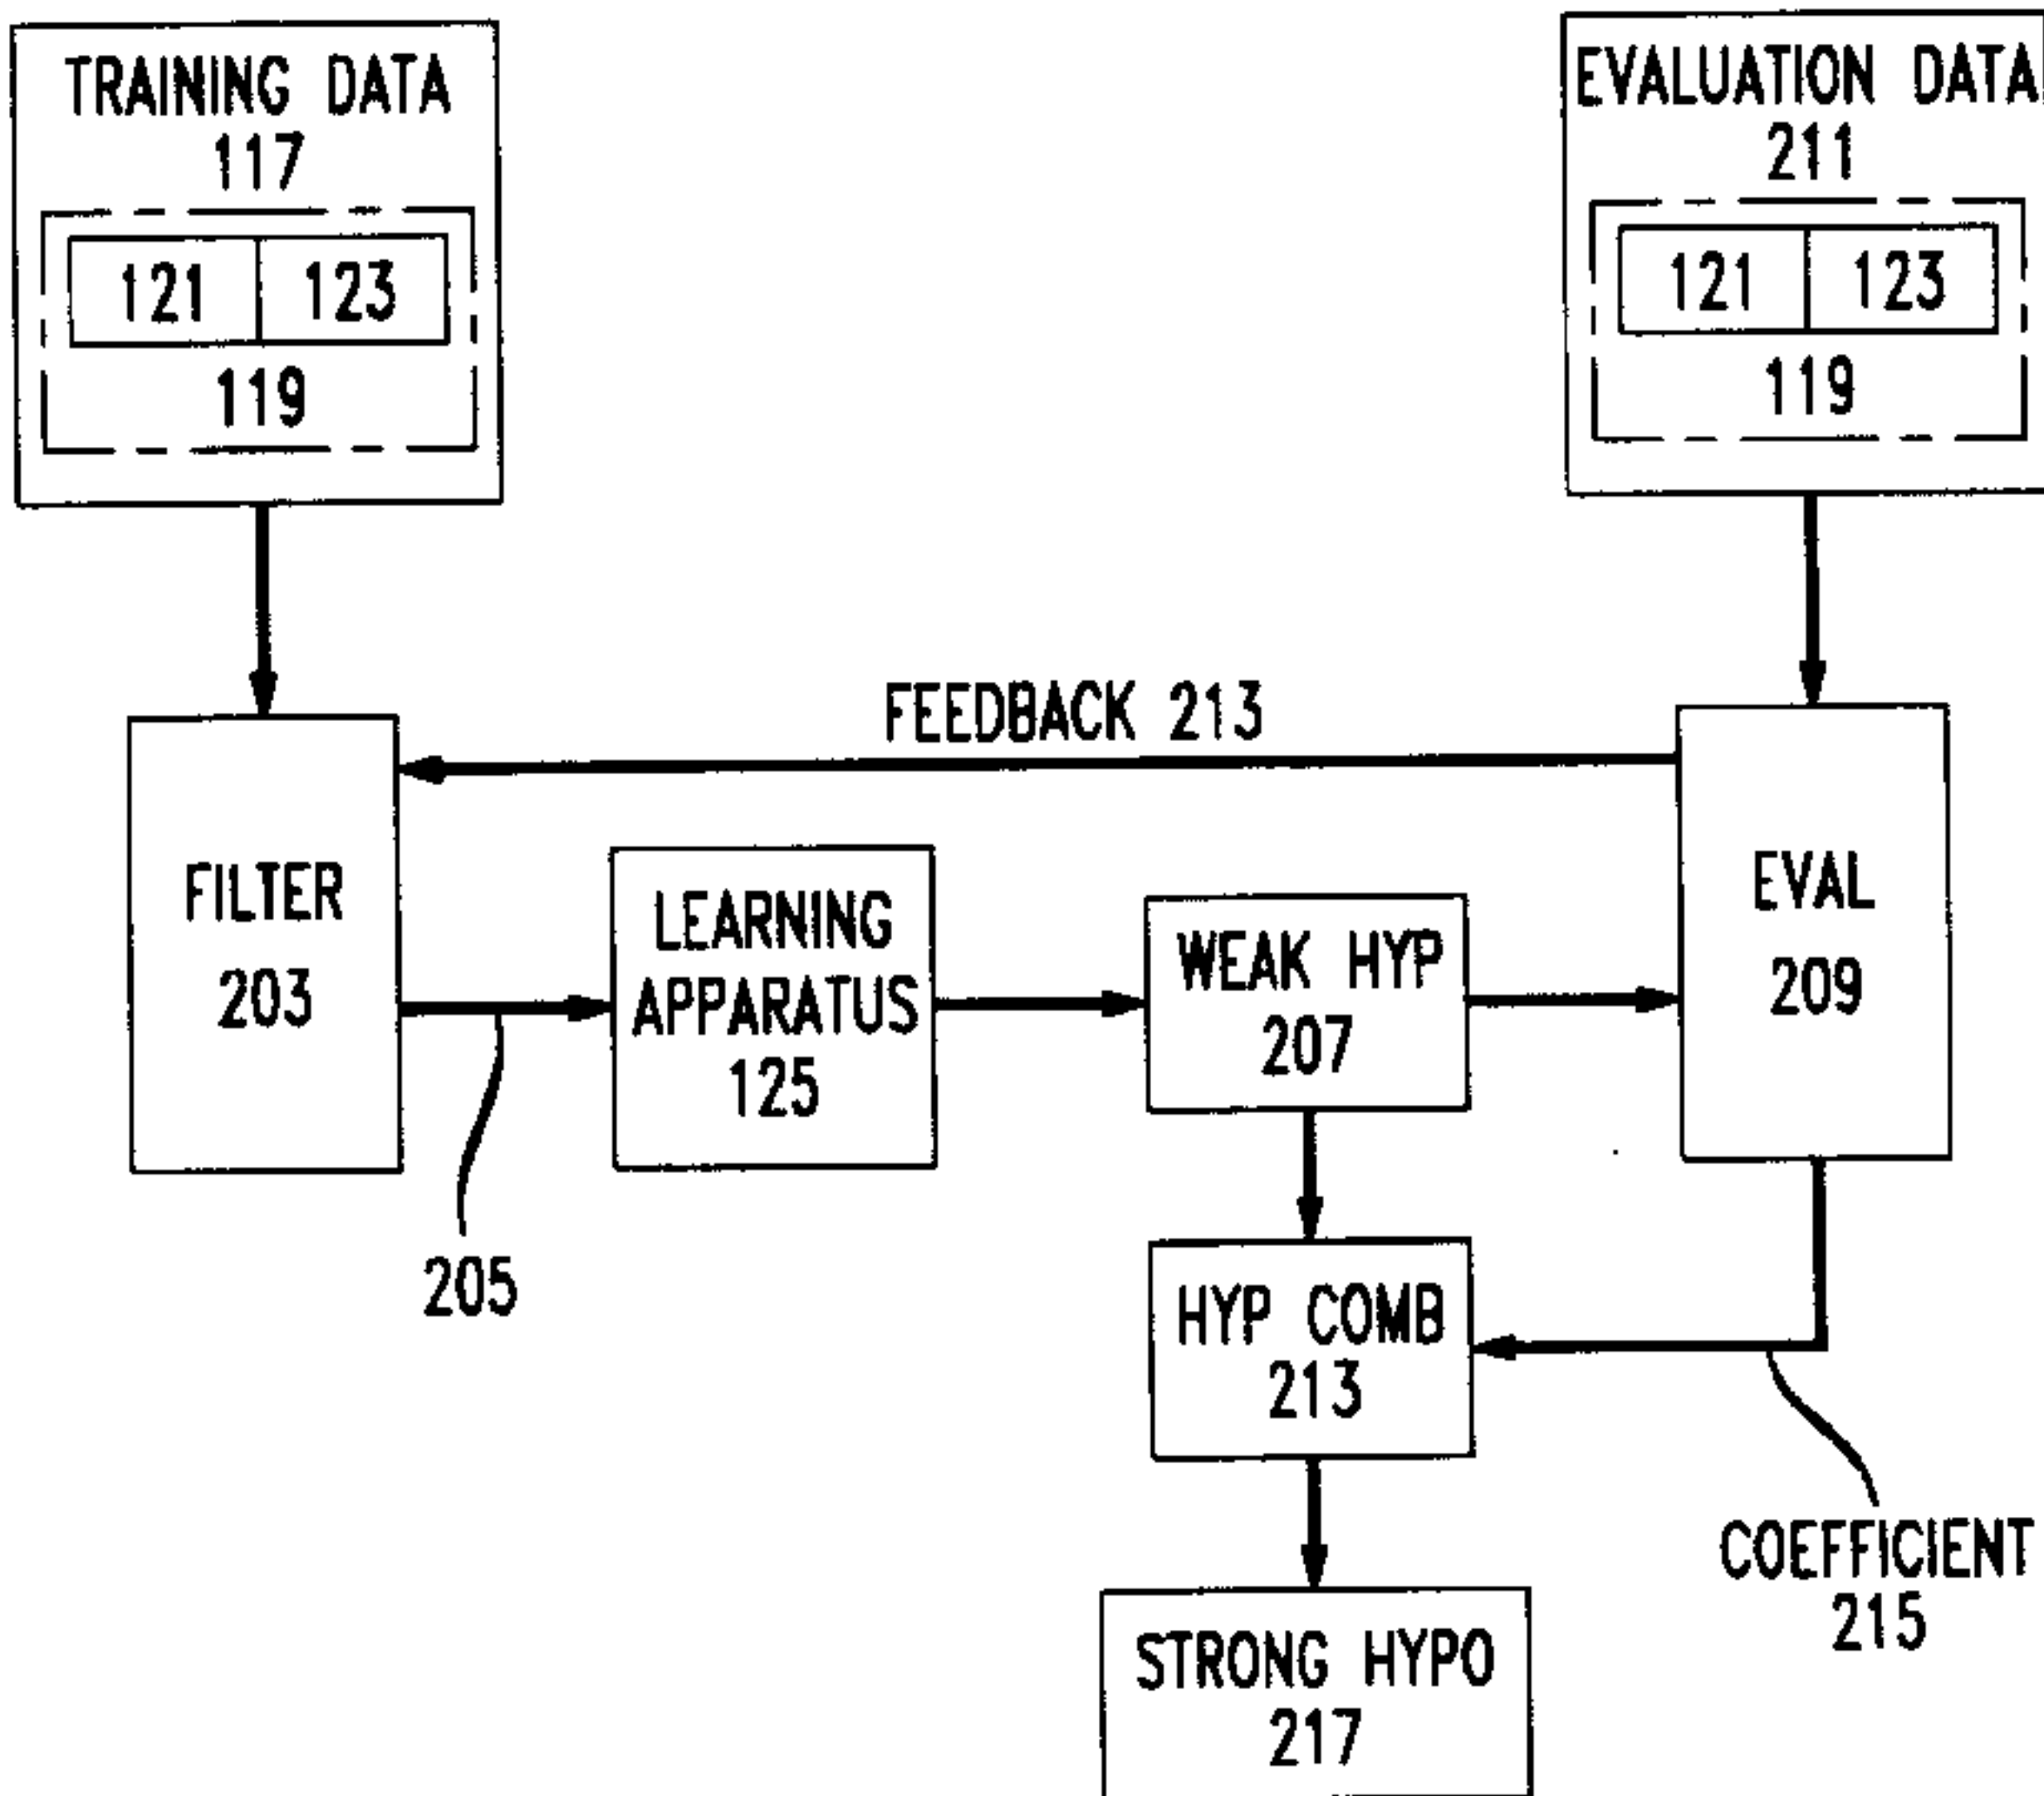 TRAINING DATA
117
121 123
119
EVALUATION DATA
211
121 123
119
FEEDBACK 213
FILTER
203
205
LEARNING
APPARATUS
125
WEAK HYP
207
EVAL
209
HYP COMB
213
COEFFICIENT
215
STRONG HYPO
217